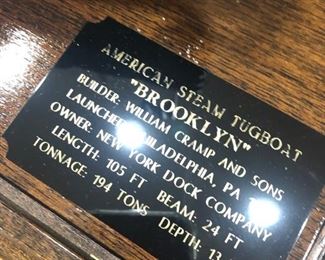 AMERICAN STEAM TUGBOAT
"BROOKLYN"
BUILDER: WILLIAM CRAMP AND SONS
LAUNCHED PHILADELPHIA, PA
OWNER: NEW YORK DOCK COMPANY
LENGTH: 105 FT BEAM: 24 FT
TONNAGE: 194 TONS DEPTH: 13